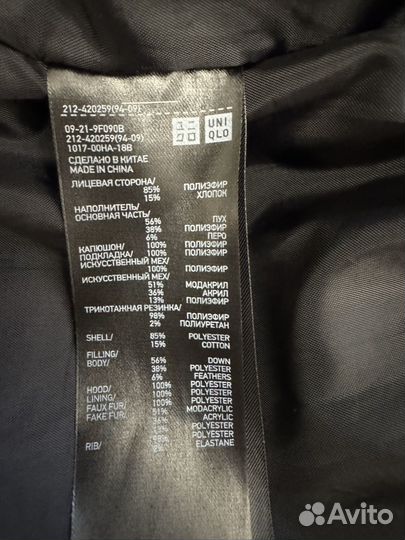 212-420259(94-09)
09-21-9F090B
212-420259(94-09)
1017-00HA-18B
UNI
QLO
СДЕЛАНО В КИТАЕ
MADE IN CHINA
ЛИЦЕВАЯ СТОРОНА/ 85% ПОЛИЭФИР
15% ХЛОПОК
НАПОЛНИТЕЛЬ/
ОСНОВНАЯ ЧАСТЬ/ 56% ПУХ
38% ПОЛИЭФИР
6% ПЕРО
КАПЮШОН/ 100% ПОЛИЭФИР
ПОДКЛАДКА/ 100% ПОЛИЭФИР
ИСКУССТВЕННЫЙ МЕХ/ 100% ПОЛИЭФИР
ИСКУССТВЕННЫЙ МЕХ/ 51% МОДАКРИЛ
36% АКРИЛ
13% ПОЛИЭФИР
ТРИКОТАЖНАЯ РЕЗИНКА/ 98% ПОЛИЭФИР
2% ПОЛИУРЕТАН
SHELL/ 85% POLYESTER
15% COTTON
FILLING/
BODY/ 56% DOWN
38% POLYESTER
6% FEATHERS
HOOD/ 100% POLYESTER
LINING/ 100% POLYESTER
FAUX FUR/ 100% POLYESTER
FAKE FUR/ 51% MODACRYLIC
36% ACRYLIC
13% POLYESTER
RIB/ 98% POLYESTER
2% ELASTANE
Avito